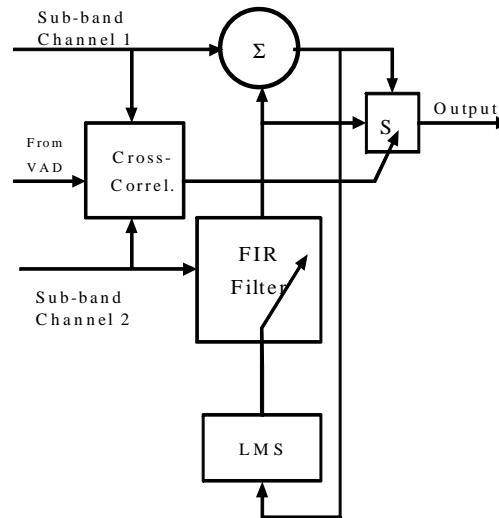 Sub-band
Channel 1
Σ
Output
S
From
VAD
Cross-
Correl.
FIR
Filter
Sub-band
Channel 2
LMS